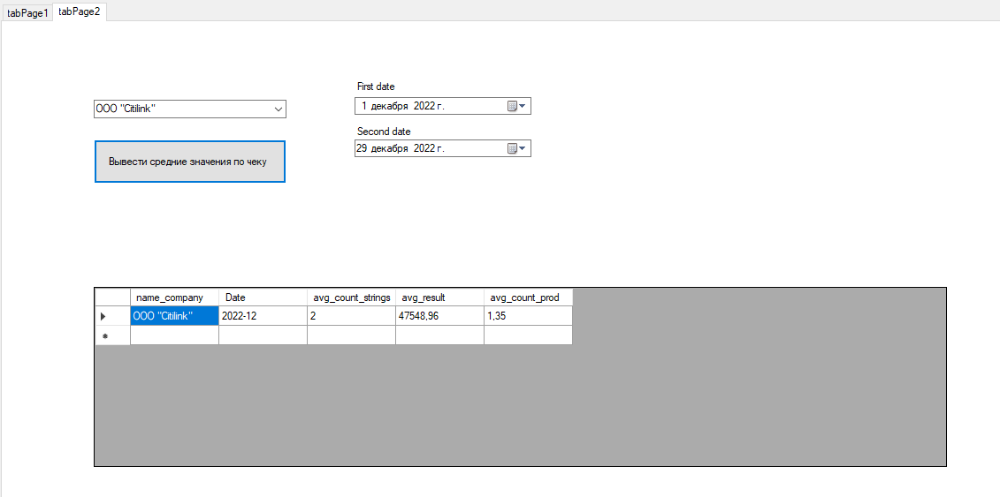 tabPage1 tabPage2
First date
ООО "Citilink"
1 декабря 2022 г.
Second date
29 декабря 2022 г.
Вывести средние значения по чеку
name_company Date avg_count_strings avg_result avg_count_prod
ООО "Citilink" 2022-12 2 47548,96 1,35